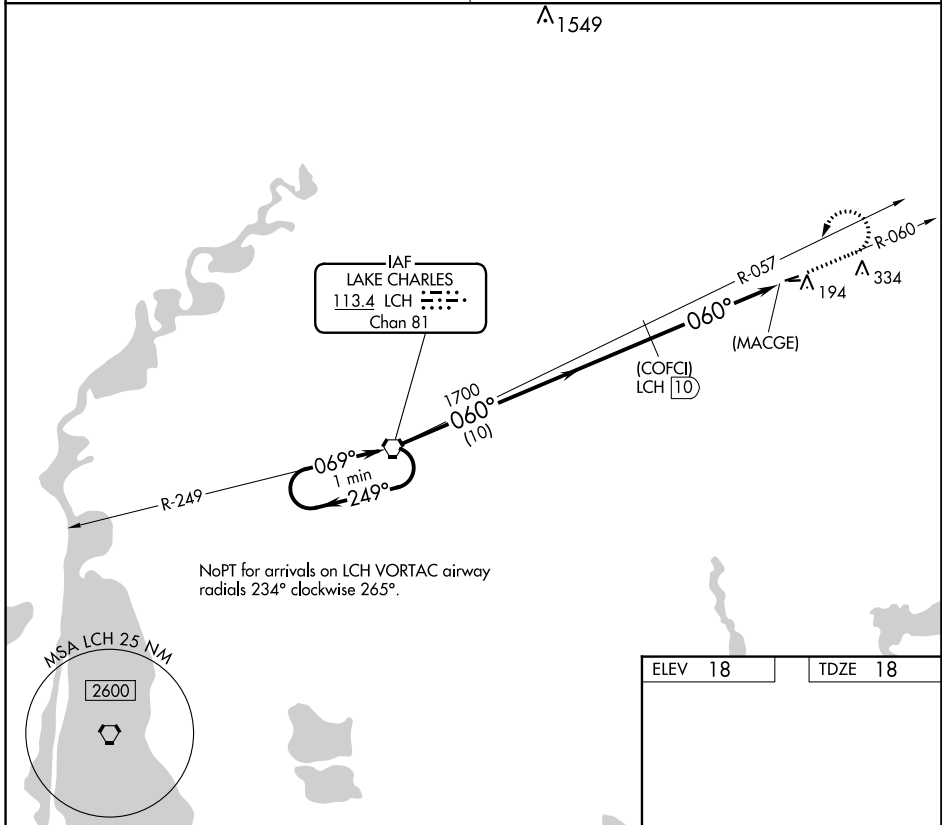 1549
IAF
LAKE CHARLES
113.4 LCH
Chan 81
R-057
R-060
194
334
060°
(MACGE)
(COFCI)
LCH 10
1700
060°
(10)
069°
1 min
249°
R-249
NoPT for arrivals on LCH VORTAC airway
radials 234° clockwise 265°.
MSA LCH 25 NM
2600
ELEV 18
TDZE 18